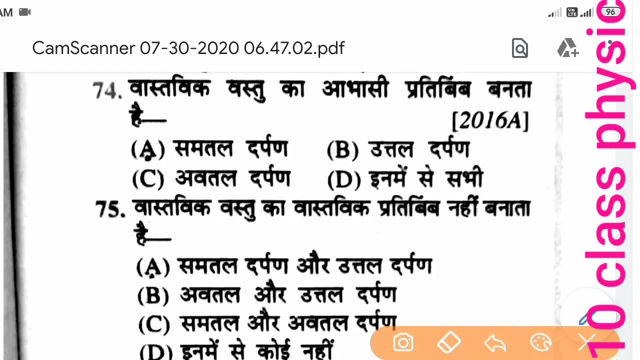 AM
96
CamScanner 07-30-2020 06.47.02.pdf
74. वास्तविक वस्तु का आभासी प्रतिबिंब बनता
है—
[2016A]
(A) समतल दर्पण (B) उत्तल दर्पण
(C) अवतल दर्पण (D) इनमें से सभी
75. वास्तविक वस्तु का वास्तविक प्रतिबिंब नहीं बनाता
है—
(A) समतल दर्पण और उत्तल दर्पण
(B) अवतल और उत्तल दर्पण
(C) समतल और अवतल दर्पण
(D) इनमें से कोई नहीं
10 class physic